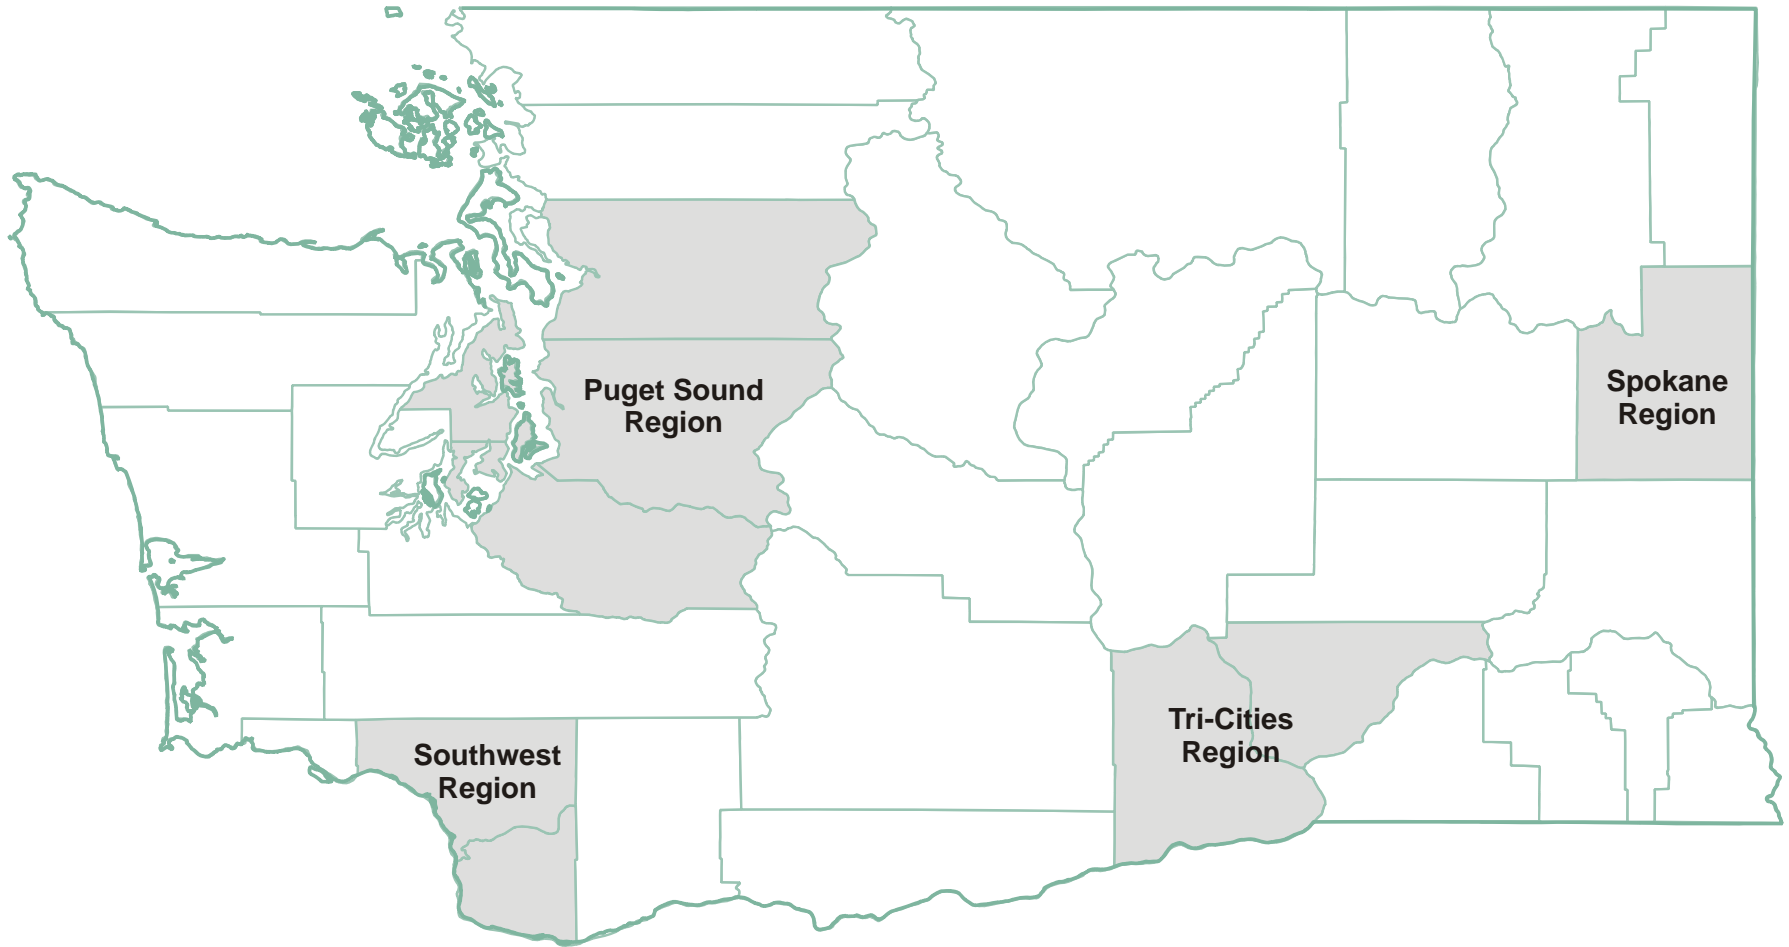 Puget Sound
Region
Spokane
Region
Tri-Cities
Region
Southwest
Region